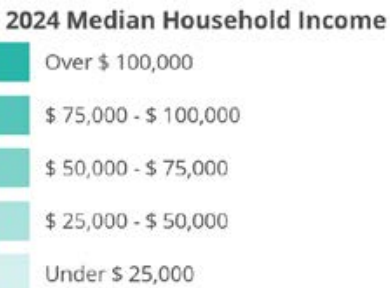 2024 Median Household Income
Over $ 100,000
$ 75,000 - $ 100,000
$ 50,000 - $ 75,000
$ 25,000 - $ 50,000
Under $ 25,000